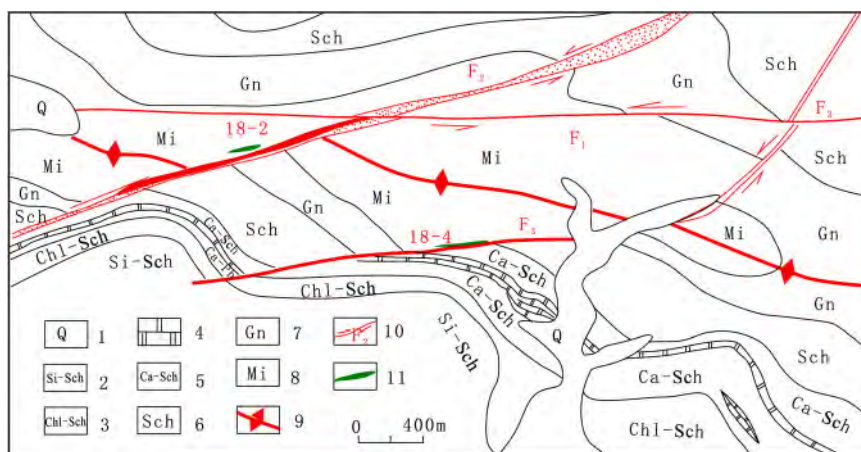 Sch
Sch
Gn
F₂
Gn
Q
F₃
18-2
Mi
Mi
Mi
F₁
Sch
Mi
Gn
Sch
Ca-Sch
Sch
Gn
Mi
F₃
Mi
Gn
18-4
Si-Sch
Ca-Sch
Chl-Sch
Chl-Sch
Ca-Sch
Gn
Si-Sch
Q
Sch
Ca-Sch
Ca-Sch
Chl-Sch
Q 1
4
Gn 7
F₂ 10
Si-Sch 2
Ca-Sch 5
Mi 8
11
Chl-Sch 3
Sch 6
9
0 400m